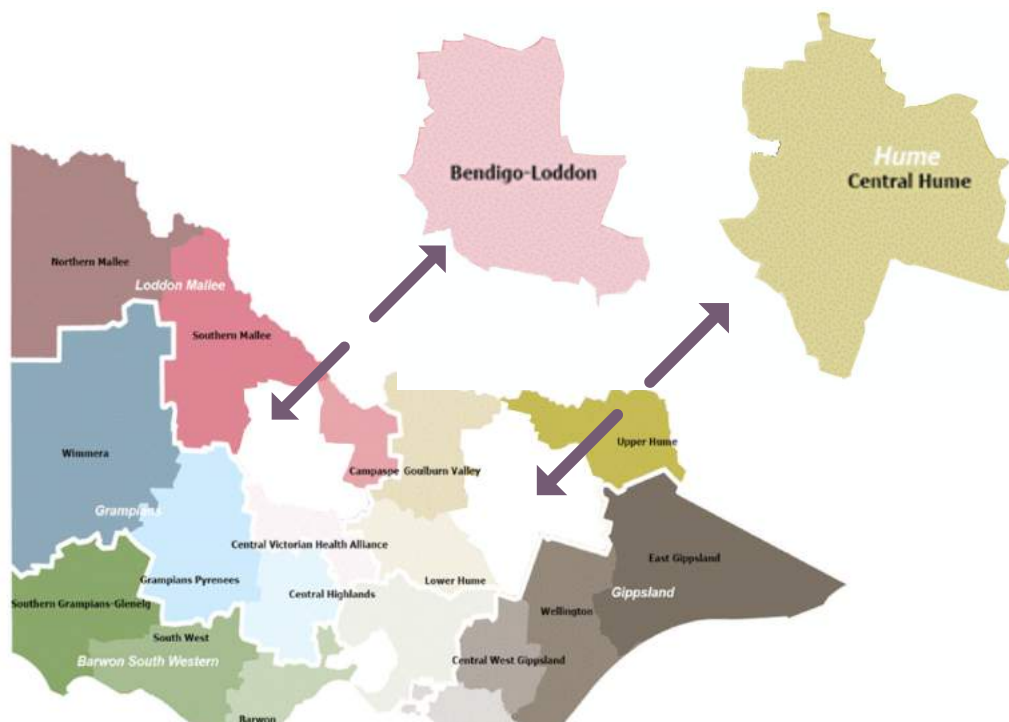 Bendigo-Loddon
Hume
Central Hume
Northern Mallee
Loddon Mallee
Southern Mallee
Wimmera
Campaspe
Goulburn Valley
Upper Hume
Grampians
Central Victorian Health Alliance
Grampians Pyrenees
Central Highlands
Lower Hume
East Gippsland
Gippsland
Wellington
Southern Grampians-Glenelg
South West
Barwon South Western
Central West Gippsland
Barwon